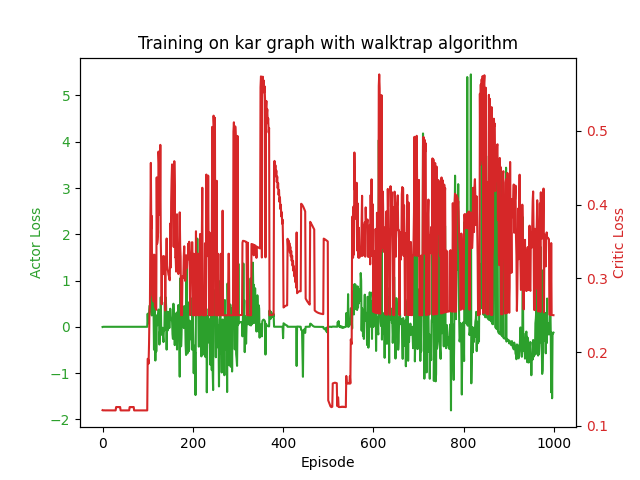 Training on kar graph with walktrap algorithm
Actor Loss
5
4
3
2
1
0
−1
−2
0.5
0.4
0.3
0.2
0.1
Critic Loss
0 200 400 600 800 1000
Episode